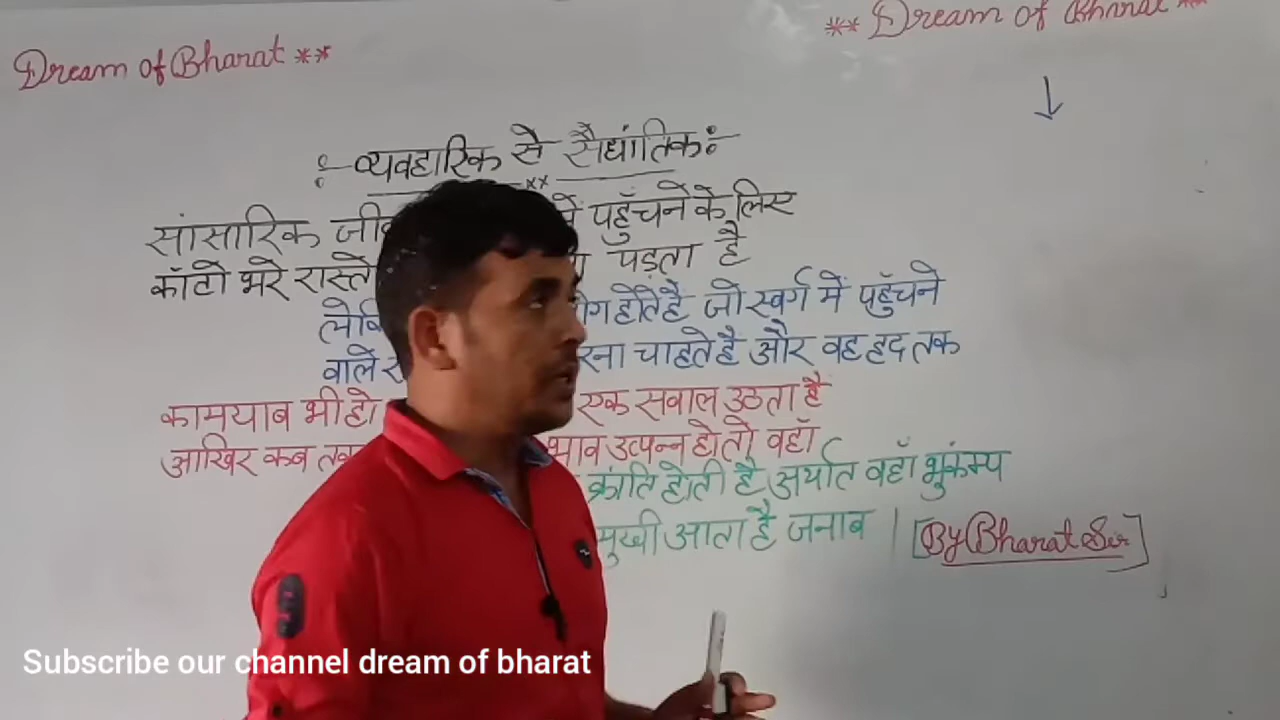 Dream of Bharat **
** Dream of Bharat **
:- व्यवहारिक से सैद्यांतिक :-
**
सांसारिक पहुँचने के लिए
काँटो भरे रास्ते पड़ता है
होते है जो स्वर्ग में पहुँचने
वाले चाहते है और वह हद तक
कामयाब भी हो एक सवाल उठता है
आखिर कब उत्पन्न हो तो वहाँ
क्रांति होती है अर्थात वहाँ भुकंम्प
आता है जनाब |
[By Bharat Sir]
Subscribe our channel dream of bharat